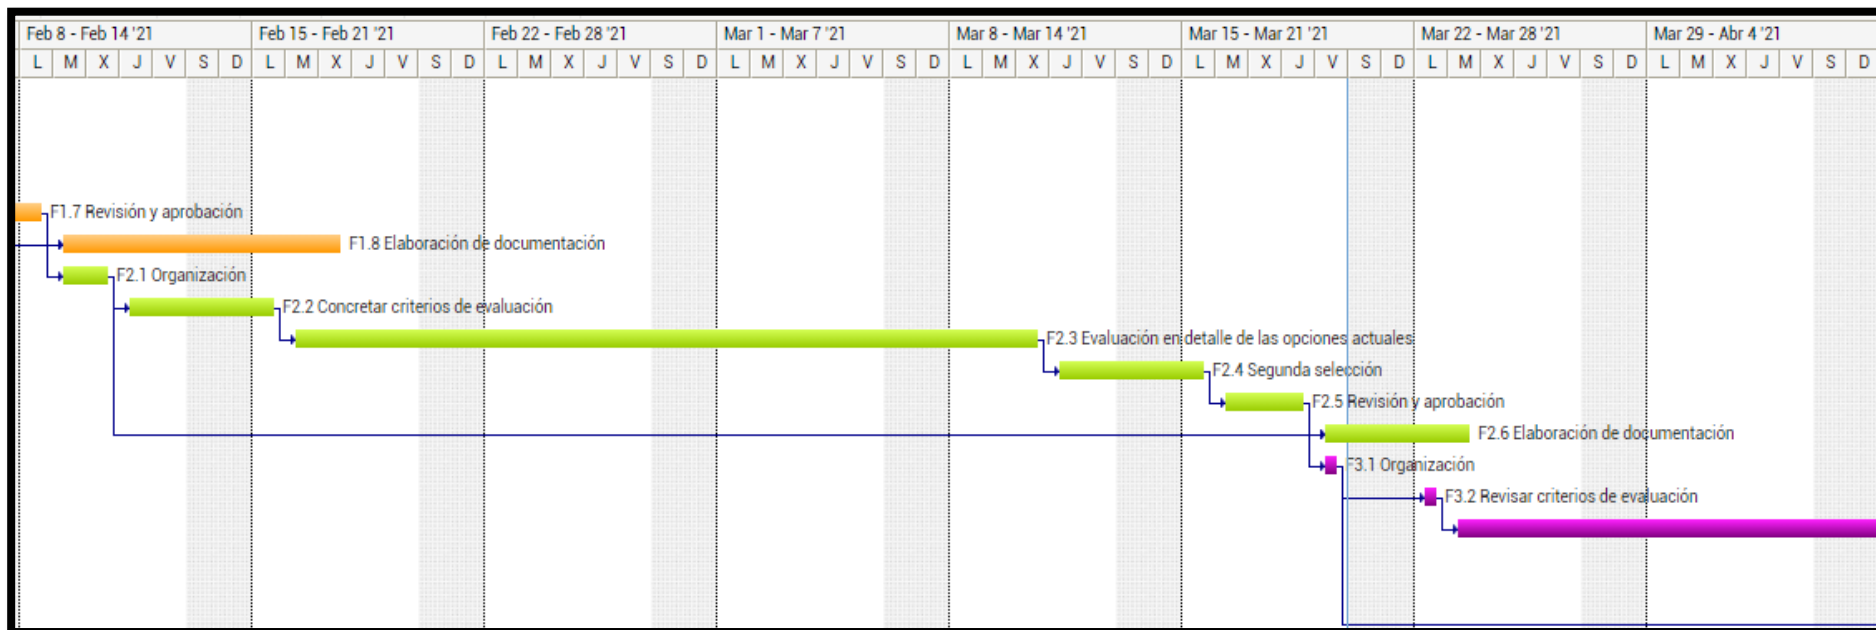 Feb 8 - Feb 14 '21 Feb 15 - Feb 21 '21 Feb 22 - Feb 28 '21 Mar 1 - Mar 7 '21 Mar 8 - Mar 14 '21 Mar 15 - Mar 21 '21 Mar 22 - Mar 28 '21 Mar 29 - Abr 4 '21
L M X J V S D L M X J V S D L M X J V S D L M X J V S D L M X J V S D L M X J V S D L M X J V S D L M X J V S D
F1.7 Revisión y aprobación
F1.8 Elaboración de documentación
F2.1 Organización
F2.2 Concretar criterios de evaluación
F2.3 Evaluación en detalle de las opciones actuales
F2.4 Segunda selección
F2.5 Revisión y aprobación
F2.6 Elaboración de documentación
F3.1 Organización
F3.2 Revisar criterios de evaluación